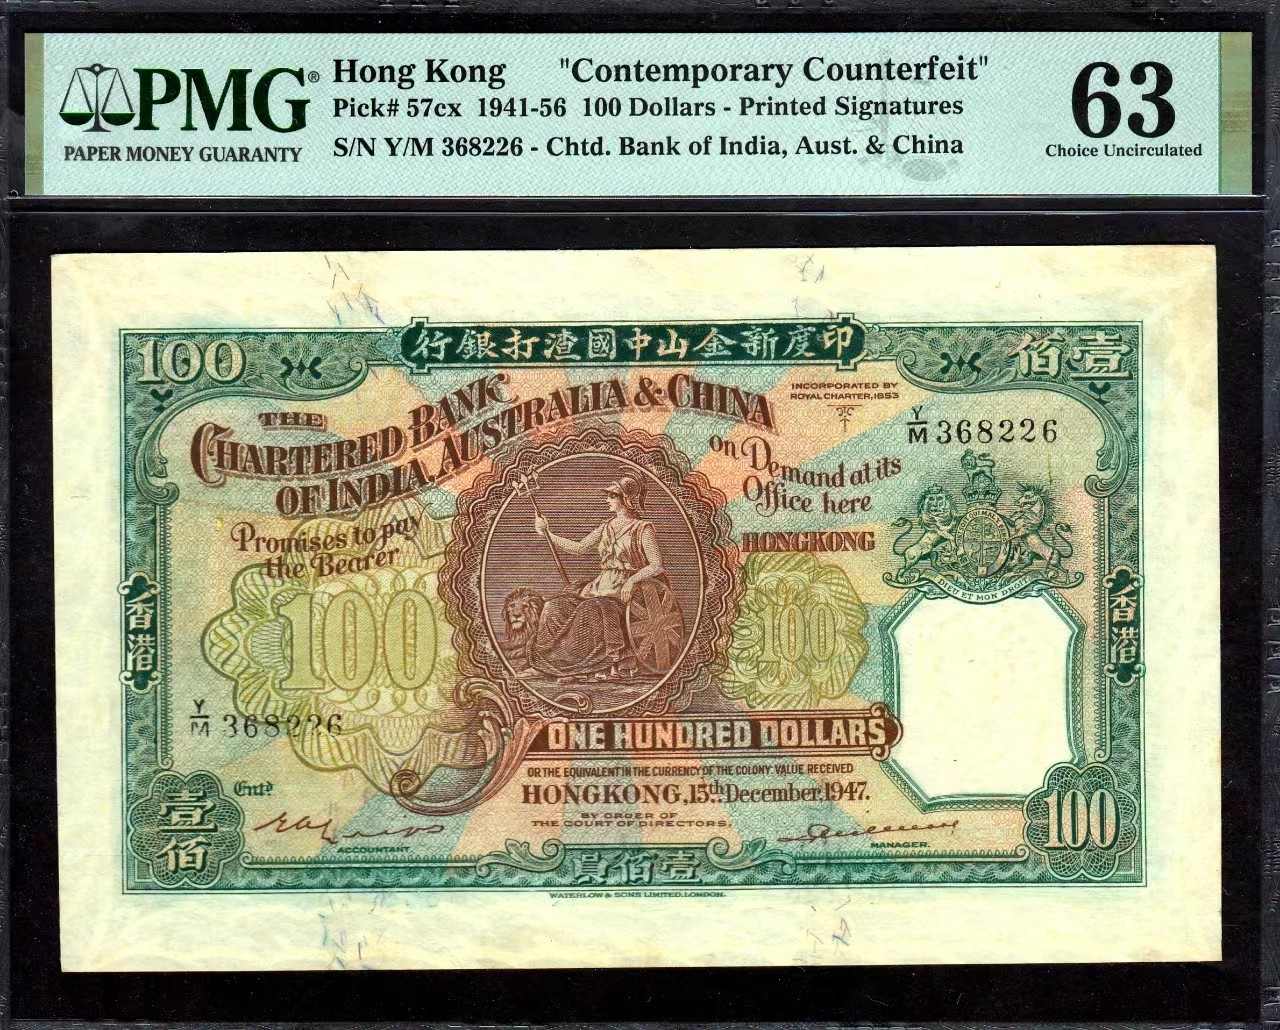 PMG®
PAPER MONEY GUARANTY
Hong Kong "Contemporary Counterfeit"
Pick# 57cx 1941-56 100 Dollars - Printed Signatures
S/N Y/M 368226 - Chtd. Bank of India, Aust. & China
63
Choice Uncirculated
100
行銀打渣國中山金新度印
佰壹
THE
CHARTERED BANK
OF INDIA, AUSTRALIA & CHINA
INCORPORATED BY
ROYAL CHARTER, 1853
Y/M 368226
Promises to pay
the Bearer
on Demand at its
Office here
HONGKONG
DIEU ET MON DROIT
100
100
香港
香港
Y/M 368226
ONE HUNDRED DOLLARS
OR THE EQUIVALENT IN THE CURRENCY OF THE COLONY. VALUE RECEIVED
HONGKONG, 15th December, 1947.
BY ORDER OF
THE COURT OF DIRECTORS,
Entd
壹佰
ACCOUNTANT
MANAGER.
100
員佰壹
WATERLOW & SONS LIMITED, LONDON.